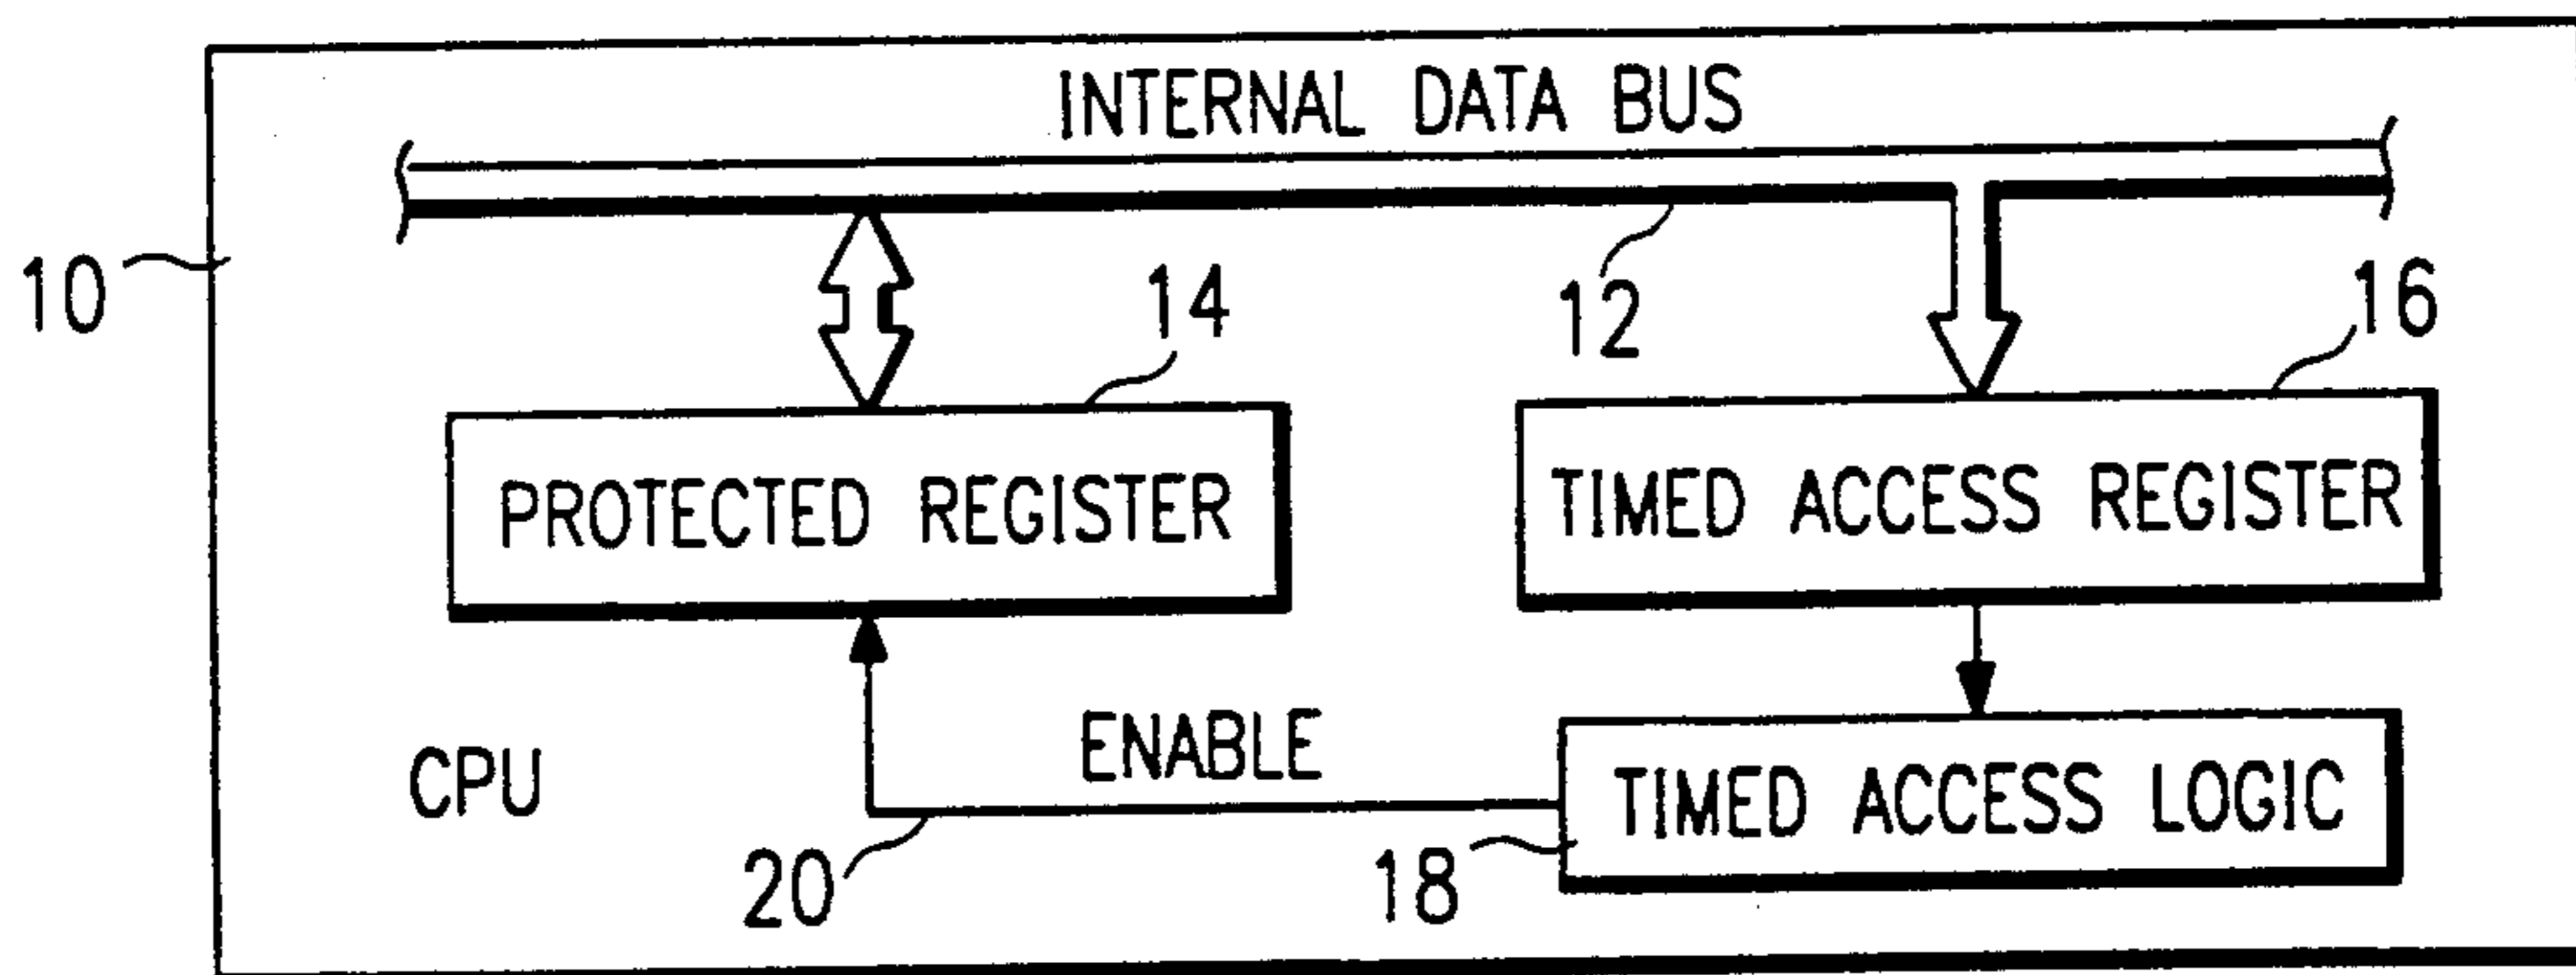 INTERNAL DATA BUS
10
14
12
16
PROTECTED REGISTER
TIMED ACCESS REGISTER
CPU
ENABLE
TIMED ACCESS LOGIC
20
18